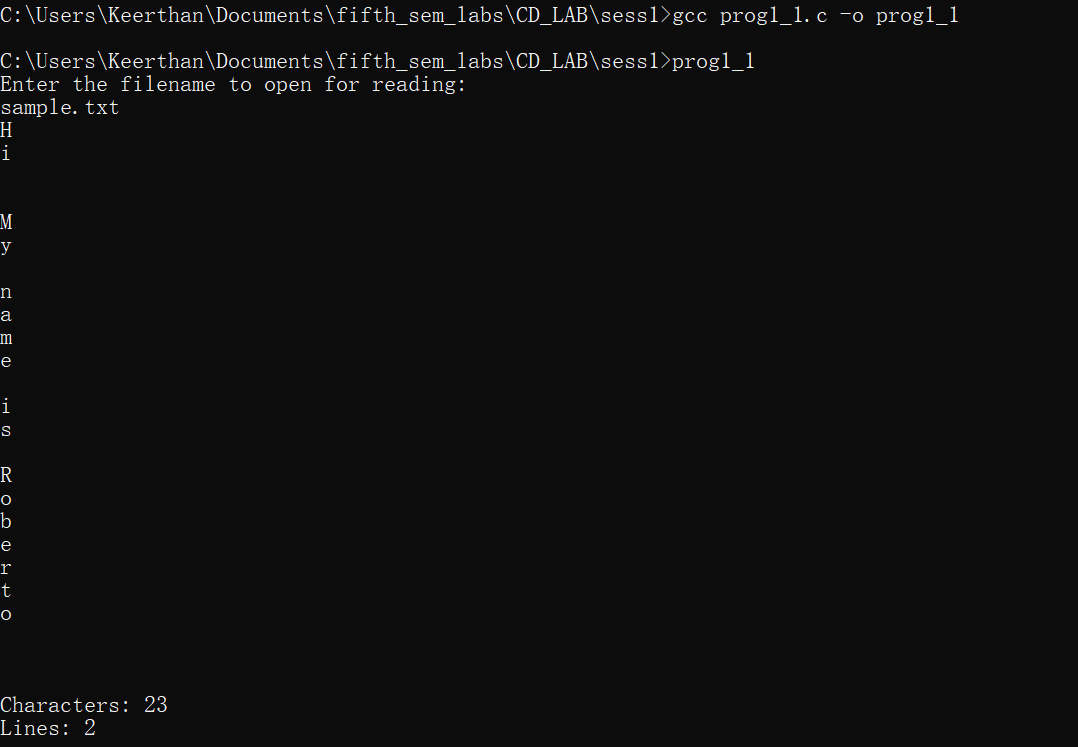 C:\Users\Keerthan\Documents\fifth_sem_labs\CD_LAB\sess1>gcc prog1_1.c -o prog1_1
C:\Users\Keerthan\Documents\fifth_sem_labs\CD_LAB\sess1>prog1_1
Enter the filename to open for reading:
sample.txt
H
i
M
y
n
a
m
e
i
s
R
o
b
e
r
t
o
Characters: 23
Lines: 2